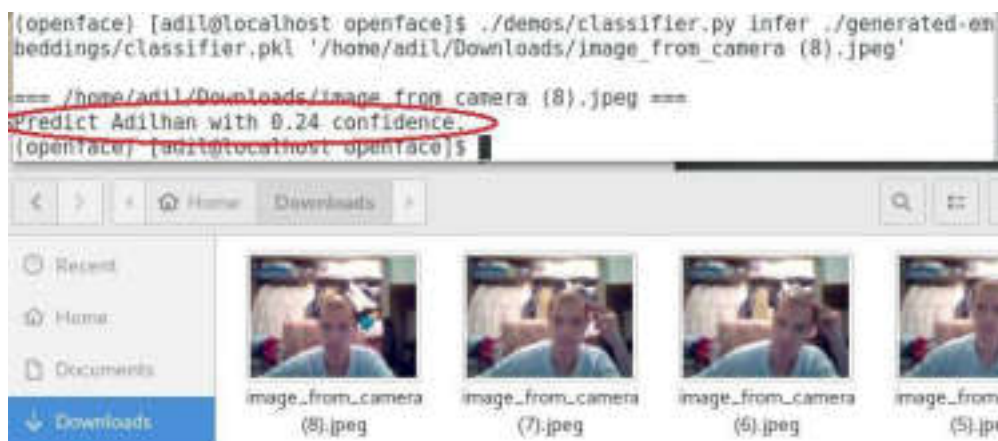 (openface) [adil@localhost openface]$ ./demos/classifier.py infer ./generated-em
beddings/classifier.pkl '/home/adil/Downloads/image_from_camera (8).jpeg'
=== /home/adil/Downloads/image_from_camera (8).jpeg ===
Predict Adilhan with 0.24 confidence.
(openface) [adil@localhost openface]$
Home Downloads
Recent
Home
Documents
Downloads
image_from_camera image_from_camera image_from_camera image_from
(8).jpeg (7).jpeg (6).jpeg (5).jp